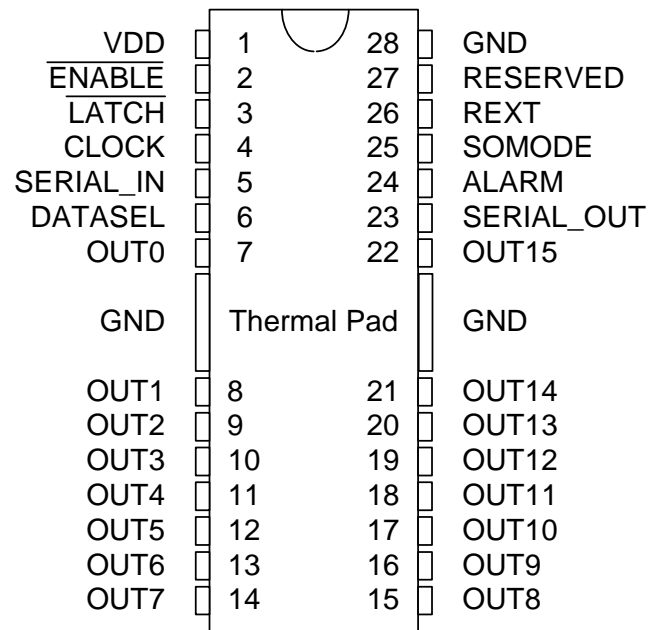 VDD 1 28 GND
ENABLE 2 27 RESERVED
LATCH 3 26 REXT
CLOCK 4 25 SOMODE
SERIAL_IN 5 24 ALARM
DATASEL 6 23 SERIAL_OUT
OUT0 7 22 OUT15
GND Thermal Pad GND
OUT1 8 21 OUT14
OUT2 9 20 OUT13
OUT3 10 19 OUT12
OUT4 11 18 OUT11
OUT5 12 17 OUT10
OUT6 13 16 OUT9
OUT7 14 15 OUT8